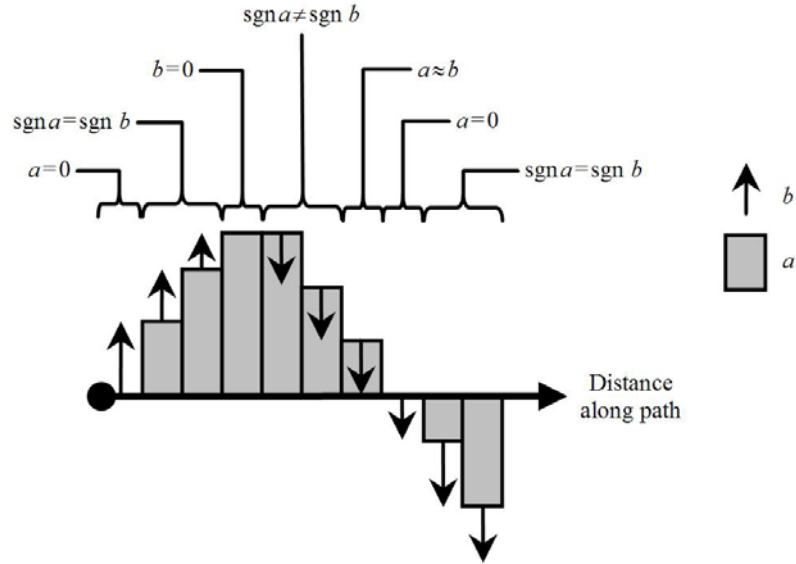 sgn a≠sgn b
b=0
a≈b
sgn a=sgn b
a=0
a=0
sgn a=sgn b
b
a
Distance
along path